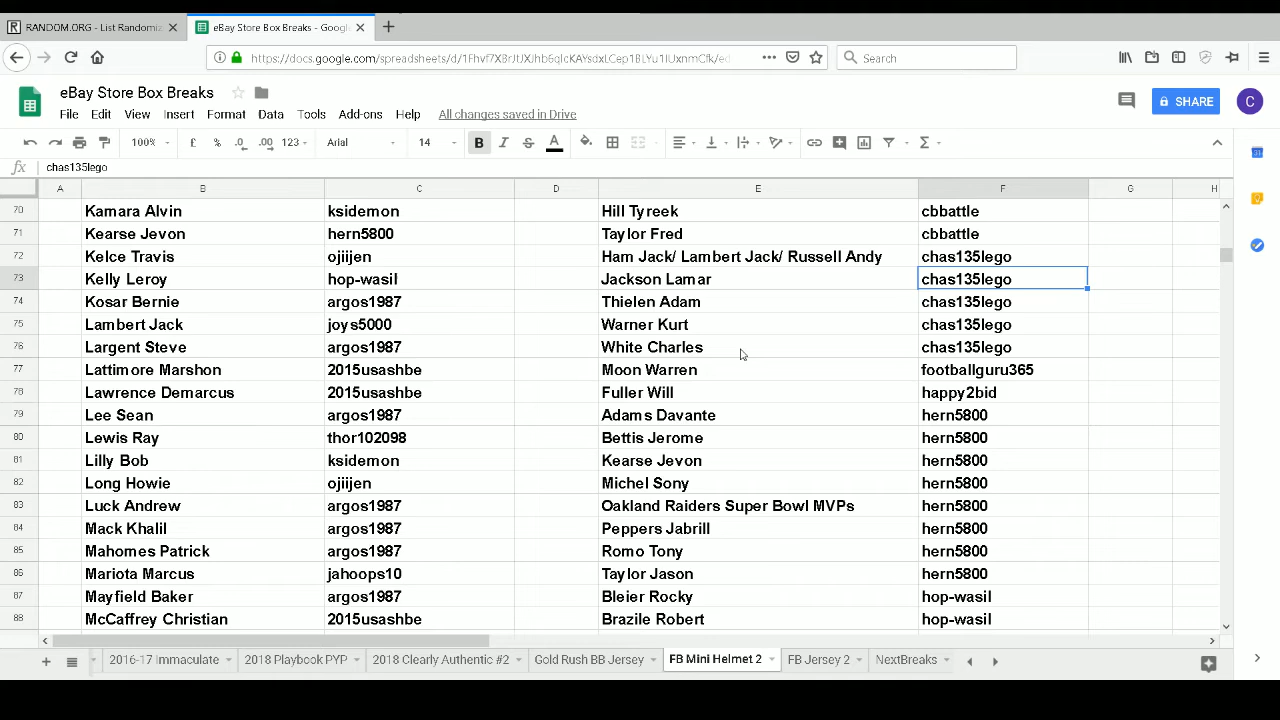 RANDOM.ORG - List Randomiz
eBay Store Box Breaks - Google
https://docs.google.com/spreadsheets/d/
Search
eBay Store Box Breaks
File Edit View Insert Format Data Tools Add-ons Help All changes saved in Drive
SHARE
C
100% £ % .0 .00 123 Arial 14 B I S A Σ
fx chas135lego
A B C D E F G H
70 Kamara Alvin ksidemon Hill Tyreek cbbattle
71 Kearse Jevon hern5800 Taylor Fred cbbattle
72 Kelce Travis ojiijen Ham Jack/ Lambert Jack/ Russell Andy chas135lego
73 Kelly Leroy hop-wasil Jackson Lamar chas135lego
74 Kosar Bernie argos1987 Thielen Adam chas135lego
75 Lambert Jack joys5000 Warner Kurt chas135lego
76 Largent Steve argos1987 White Charles chas135lego
77 Lattimore Marshon 2015usashbe Moon Warren footballguru365
78 Lawrence Demarcus 2015usashbe Fuller Will happy2bid
79 Lee Sean argos1987 Adams Davante hern5800
80 Lewis Ray thor102098 Bettis Jerome hern5800
81 Lilly Bob ksidemon Kearse Jevon hern5800
82 Long Howie ojiijen Michel Sony hern5800
83 Luck Andrew argos1987 Oakland Raiders Super Bowl MVPs hern5800
84 Mack Khalil argos1987 Peppers Jabrill hern5800
85 Mahomes Patrick argos1987 Romo Tony hern5800
86 Mariota Marcus jahoops10 Taylor Jason hern5800
87 Mayfield Baker argos1987 Bleier Rocky hop-wasil
88 McCaffrey Christian 2015usashbe Brazile Robert hop-wasil
2016-17 Immaculate 2018 Playbook PYP 2018 Clearly Authentic #2 Gold Rush BB Jersey FB Mini Helmet 2 FB Jersey 2 NextBreaks